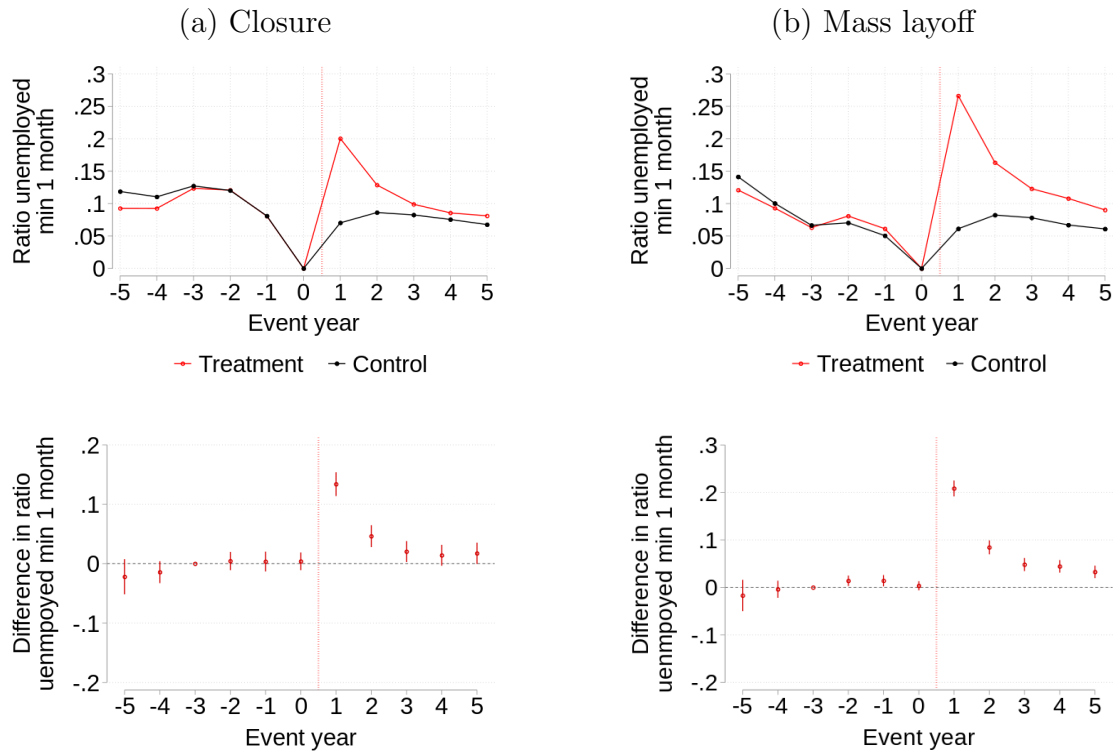 (a) Closure
Ratio unemployed
min 1 month
.3
.25
.2
.15
.1
.05
0
-5 -4 -3 -2 -1 0 1 2 3 4 5
Event year
Treatment Control
Difference in ratio
uenmpoyed min 1 month
.2
.1
0
-.1
-.2
-5 -4 -3 -2 -1 0 1 2 3 4 5
Event year
(b) Mass layoff
Ratio unemployed
min 1 month
.3
.25
.2
.15
.1
.05
0
-5 -4 -3 -2 -1 0 1 2 3 4 5
Event year
Treatment Control
Difference in ratio
uenmpoyed min 1 month
.3
.2
.1
0
-.1
-.2
-5 -4 -3 -2 -1 0 1 2 3 4 5
Event year